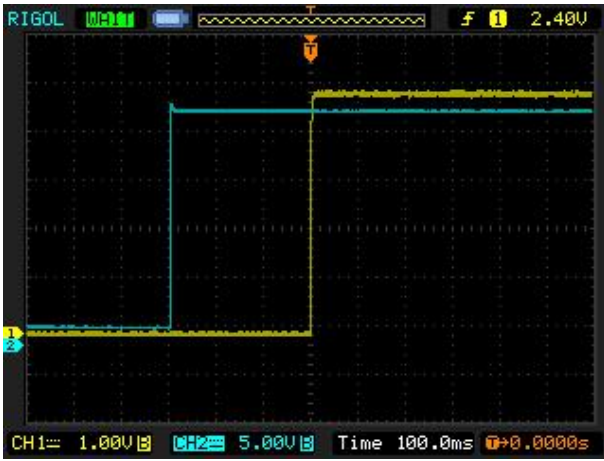 RIGOL WAIT T f 1 2.40V
T
1
2
CH1 1.00V B CH2 5.00V B Time 100.0ms T→0.0000s